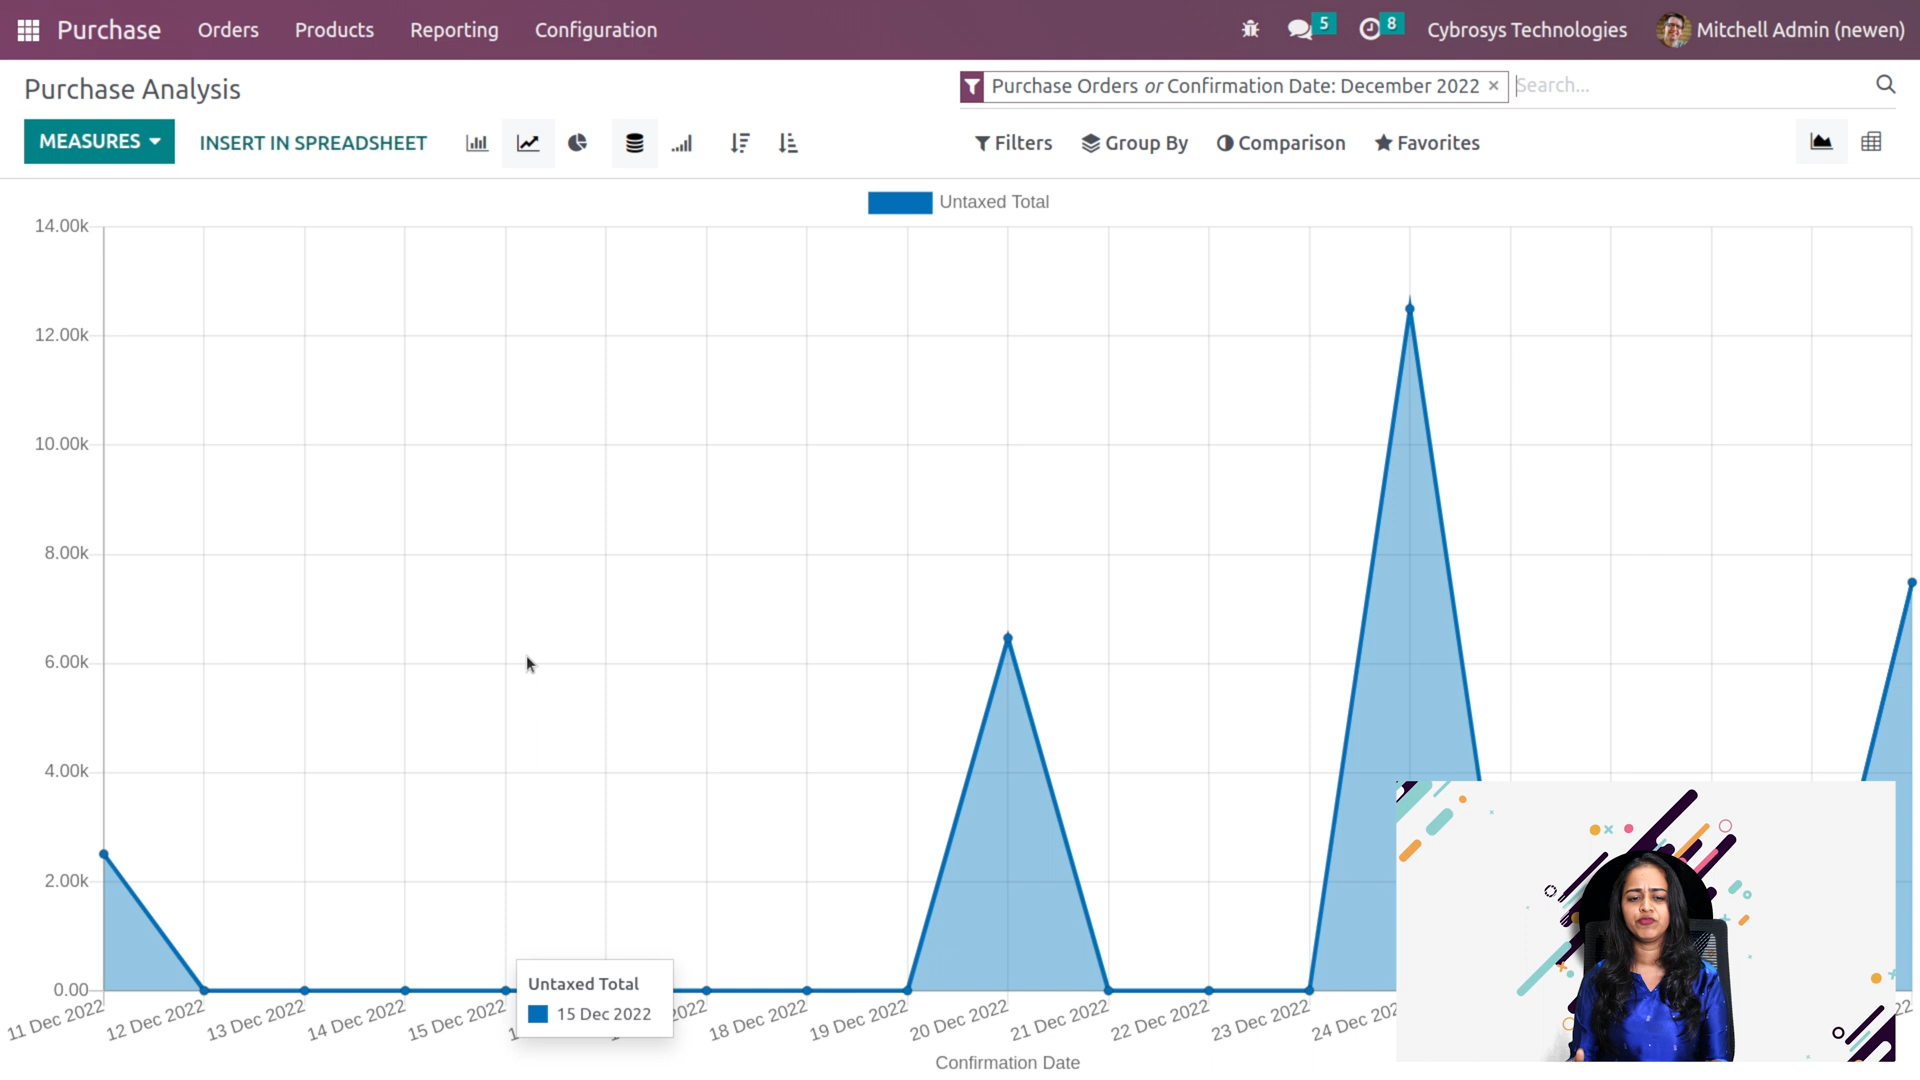 Purchase Orders Products Reporting Configuration 5 8 Cybrosys Technologies Mitchell Admin (newen)
Purchase Analysis
Purchase Orders or Confirmation Date: December 2022 × Search...
MEASURES INSERT IN SPREADSHEET Filters Group By Comparison Favorites
Untaxed Total
14.00k
12.00k
10.00k
8.00k
6.00k
4.00k
2.00k
0.00
Untaxed Total
15 Dec 2022
11 Dec 2022 12 Dec 2022 13 Dec 2022 14 Dec 2022 15 Dec 2022 18 Dec 2022 19 Dec 2022 20 Dec 2022 21 Dec 2022 22 Dec 2022 23 Dec 2022 24 Dec
Confirmation Date